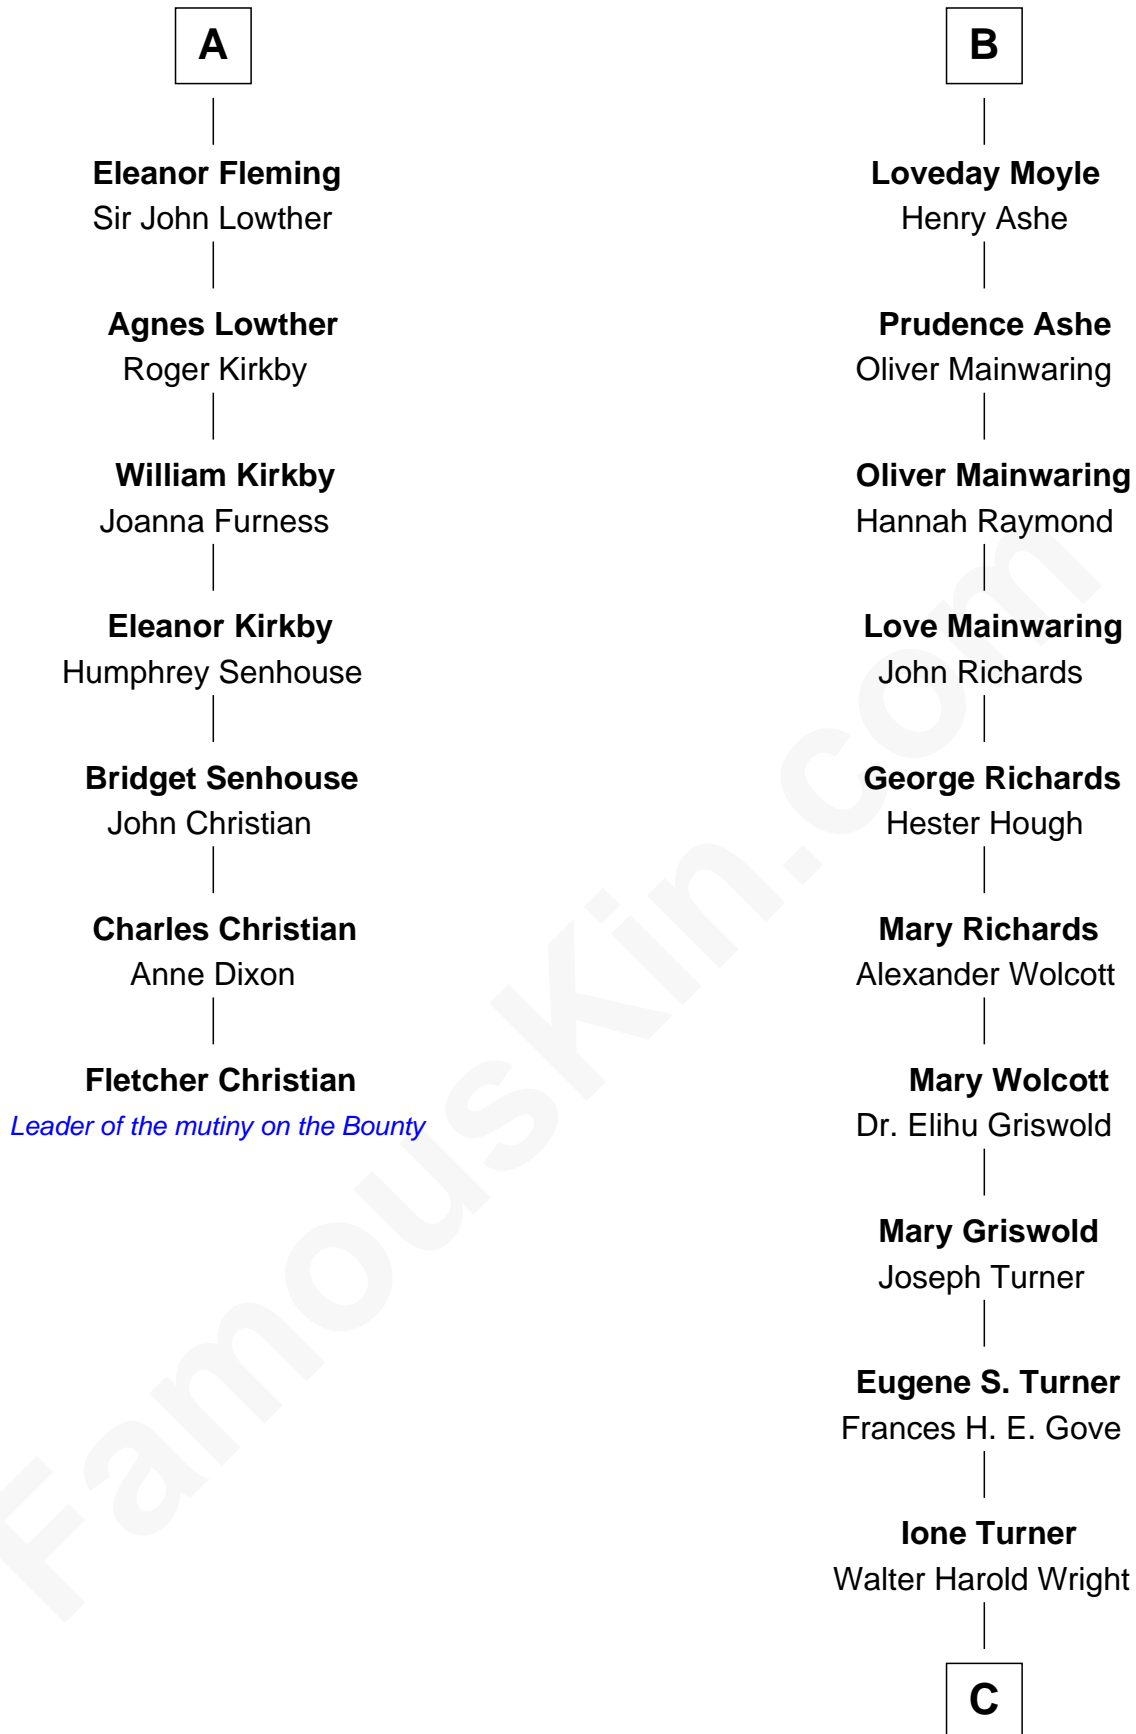 A
Eleanor Fleming
Sir John Lowther
Agnes Lowther
Roger Kirkby
William Kirkby
Joanna Furness
Eleanor Kirkby
Humphrey Senhouse
Bridget Senhouse
John Christian
Charles Christian
Anne Dixon
Fletcher Christian
Leader of the mutiny on the Bounty
B
Loveday Moyle
Henry Ashe
Prudence Ashe
Oliver Mainwaring
Oliver Mainwaring
Hannah Raymond
Love Mainwaring
John Richards
George Richards
Hester Hough
Mary Richards
Alexander Wolcott
Mary Wolcott
Dr. Elihu Griswold
Mary Griswold
Joseph Turner
Eugene S. Turner
Frances H. E. Gove
Ione Turner
Walter Harold Wright
C
FamousKin.com